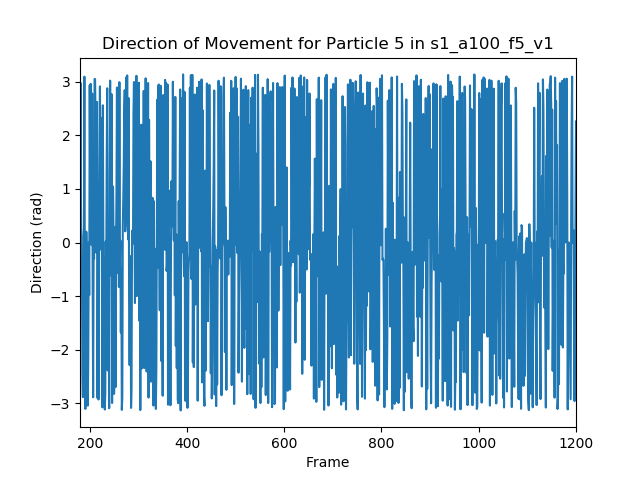 Direction of Movement for Particle 5 in s1_a100_f5_v1
3
2
1
0
−1
−2
−3
Direction (rad)
200 400 600 800 1000 1200
Frame